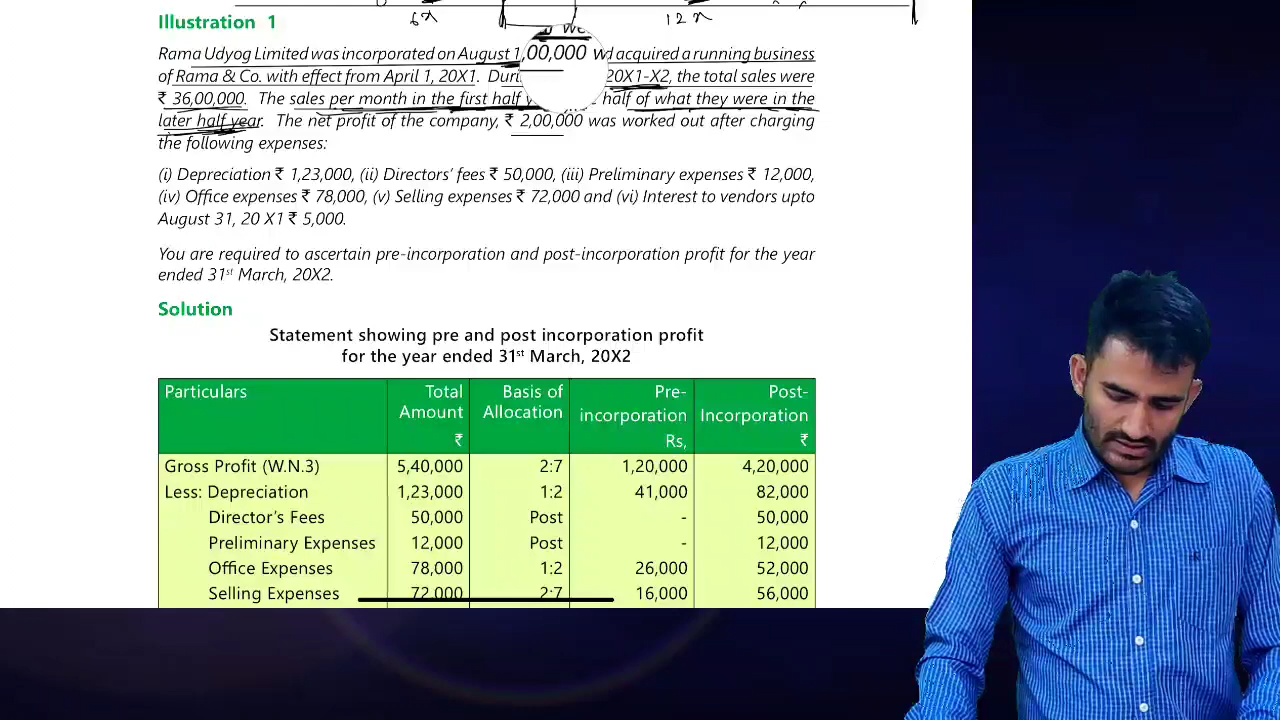 6x 12x
Illustration 1
Rama Udyog Limited was incorporated on August 1, 00,000 w d acquired a running business
of Rama & Co. with effect from April 1, 20X1. Duri 20X1-X2, the total sales were
₹ 36,00,000. The sales per month in the first half y half of what they were in the
later half year. The net profit of the company, ₹ 2,00,000 was worked out after charging
the following expenses:
(i) Depreciation ₹ 1,23,000, (ii) Directors' fees ₹ 50,000, (iii) Preliminary expenses ₹ 12,000,
(iv) Office expenses ₹ 78,000, (v) Selling expenses ₹ 72,000 and (vi) Interest to vendors upto
August 31, 20 X1 ₹ 5,000.
You are required to ascertain pre-incorporation and post-incorporation profit for the year
ended 31st March, 20X2.
Solution
Statement showing pre and post incorporation profit
for the year ended 31st March, 20X2
Particulars Total Basis of Pre- Post-
Amount Allocation incorporation Incorporation
₹ Rs, ₹
Gross Profit (W.N.3) 5,40,000 2:7 1,20,000 4,20,000
Less: Depreciation 1,23,000 1:2 41,000 82,000
Director's Fees 50,000 Post - 50,000
Preliminary Expenses 12,000 Post - 12,000
Office Expenses 78,000 1:2 26,000 52,000
Selling Expenses 72,000 2:7 16,000 56,000